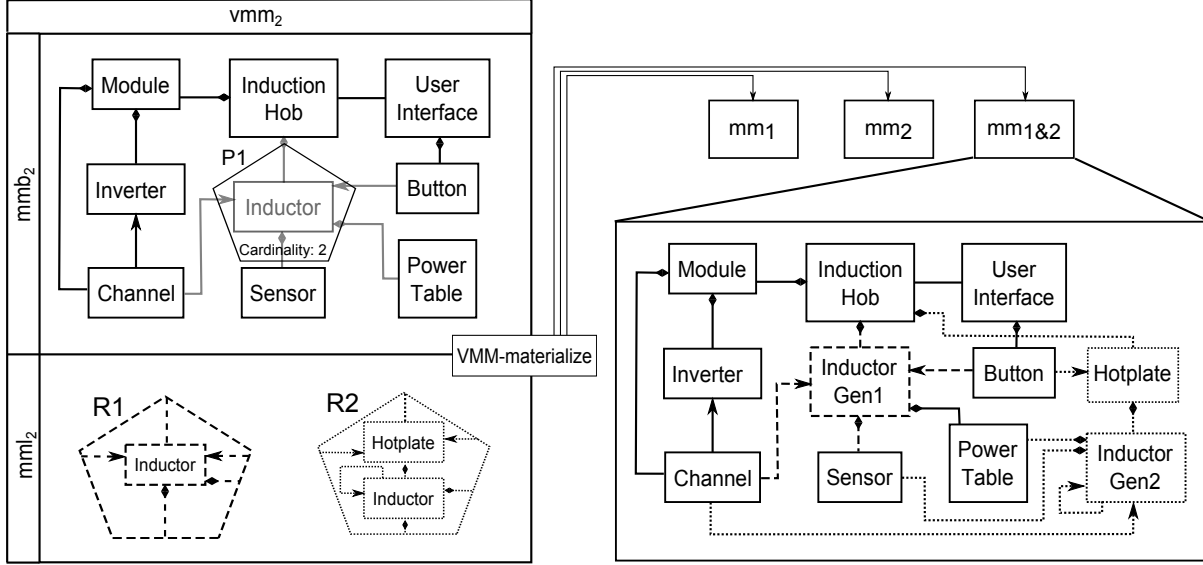 vmm2
mmb2
Module
Induction
Hob
User
Interface
P1
Inverter
Inductor
Button
Cardinality: 2
Channel
Sensor
Power
Table
VMM-materialize
mml2
R1
Inductor
R2
Hotplate
Inductor
mm1
mm2
mm1&2
Module
Induction
Hob
User
Interface
Inverter
Inductor
Gen1
Button
Hotplate
Channel
Sensor
Power
Table
Inductor
Gen2